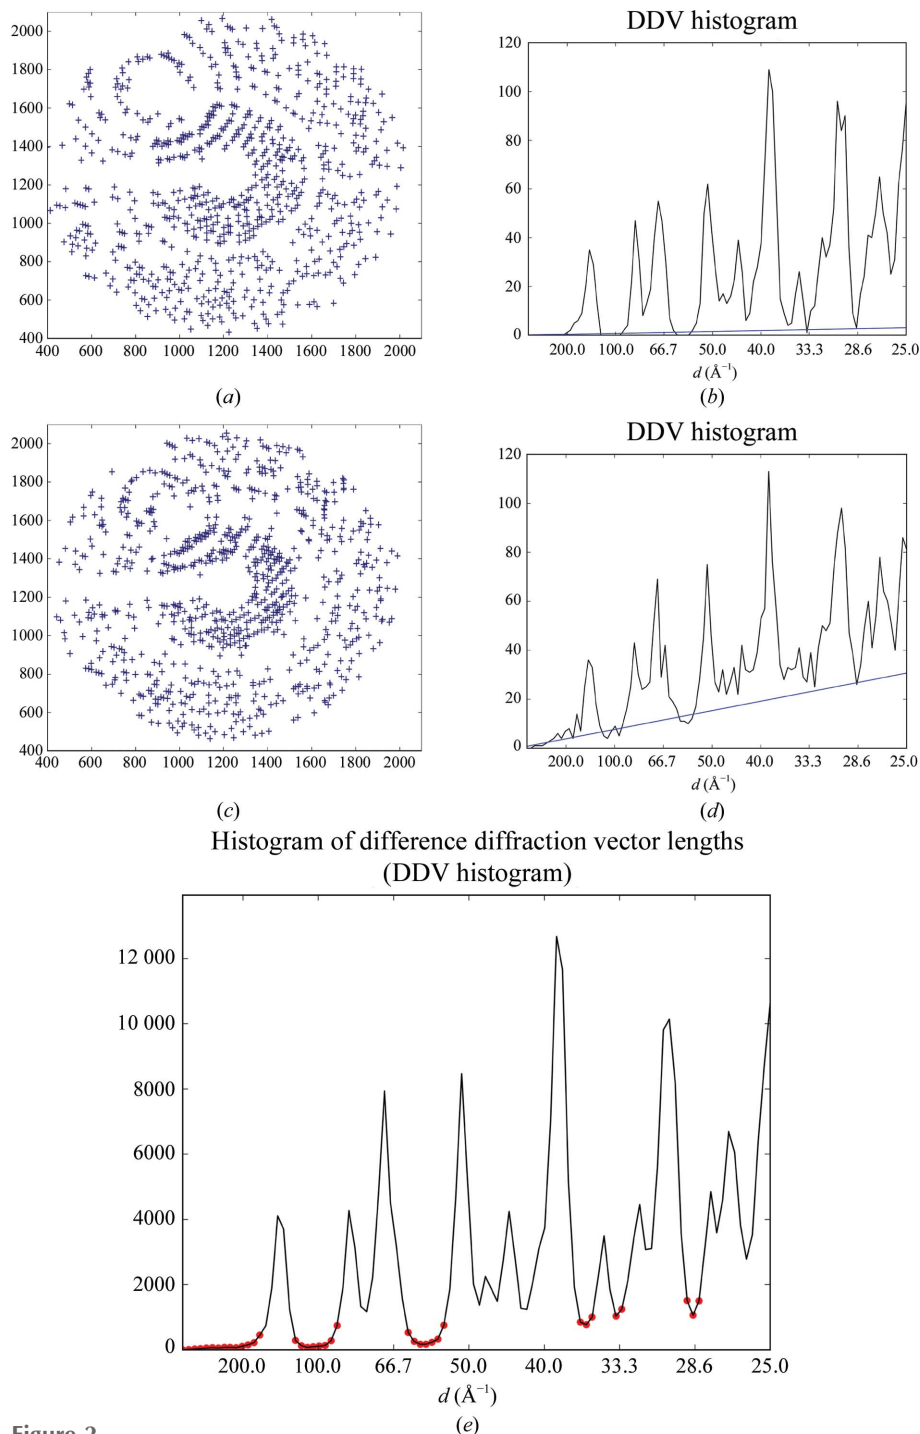 2000
1800
1600
1400
1200
1000
800
600
400
400 600 800 1000 1200 1400 1600 1800 2000
(a)
DDV histogram
120
100
80
60
40
20
0
200.0 100.0 66.7 50.0 40.0 33.3 28.6 25.0
d (Å⁻¹)
(b)
2000
1800
1600
1400
1200
1000
800
600
400
400 600 800 1000 1200 1400 1600 1800 2000
(c)
DDV histogram
120
100
80
60
40
20
0
200.0 100.0 66.7 50.0 40.0 33.3 28.6 25.0
d (Å⁻¹)
(d)
Histogram of difference diffraction vector lengths
(DDV histogram)
12 000
10 000
8000
6000
4000
2000
0
200.0 100.0 66.7 50.0 40.0 33.3 28.6 25.0
d (Å⁻¹)
(e)
Figure 2